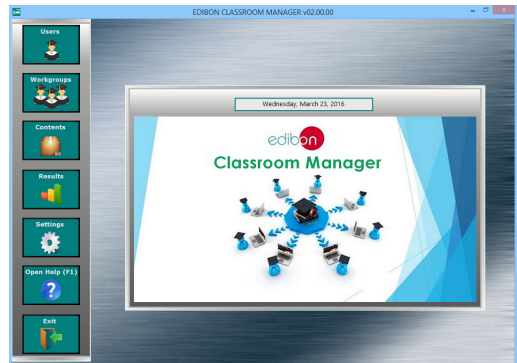 EDIBON CLASSROOM MANAGER v02.00.00
Users
Workgroups
Contents
Results
Settings
Open Help (F1)
Exit
Wednesday, March 23, 2016
edibon
Classroom Manager